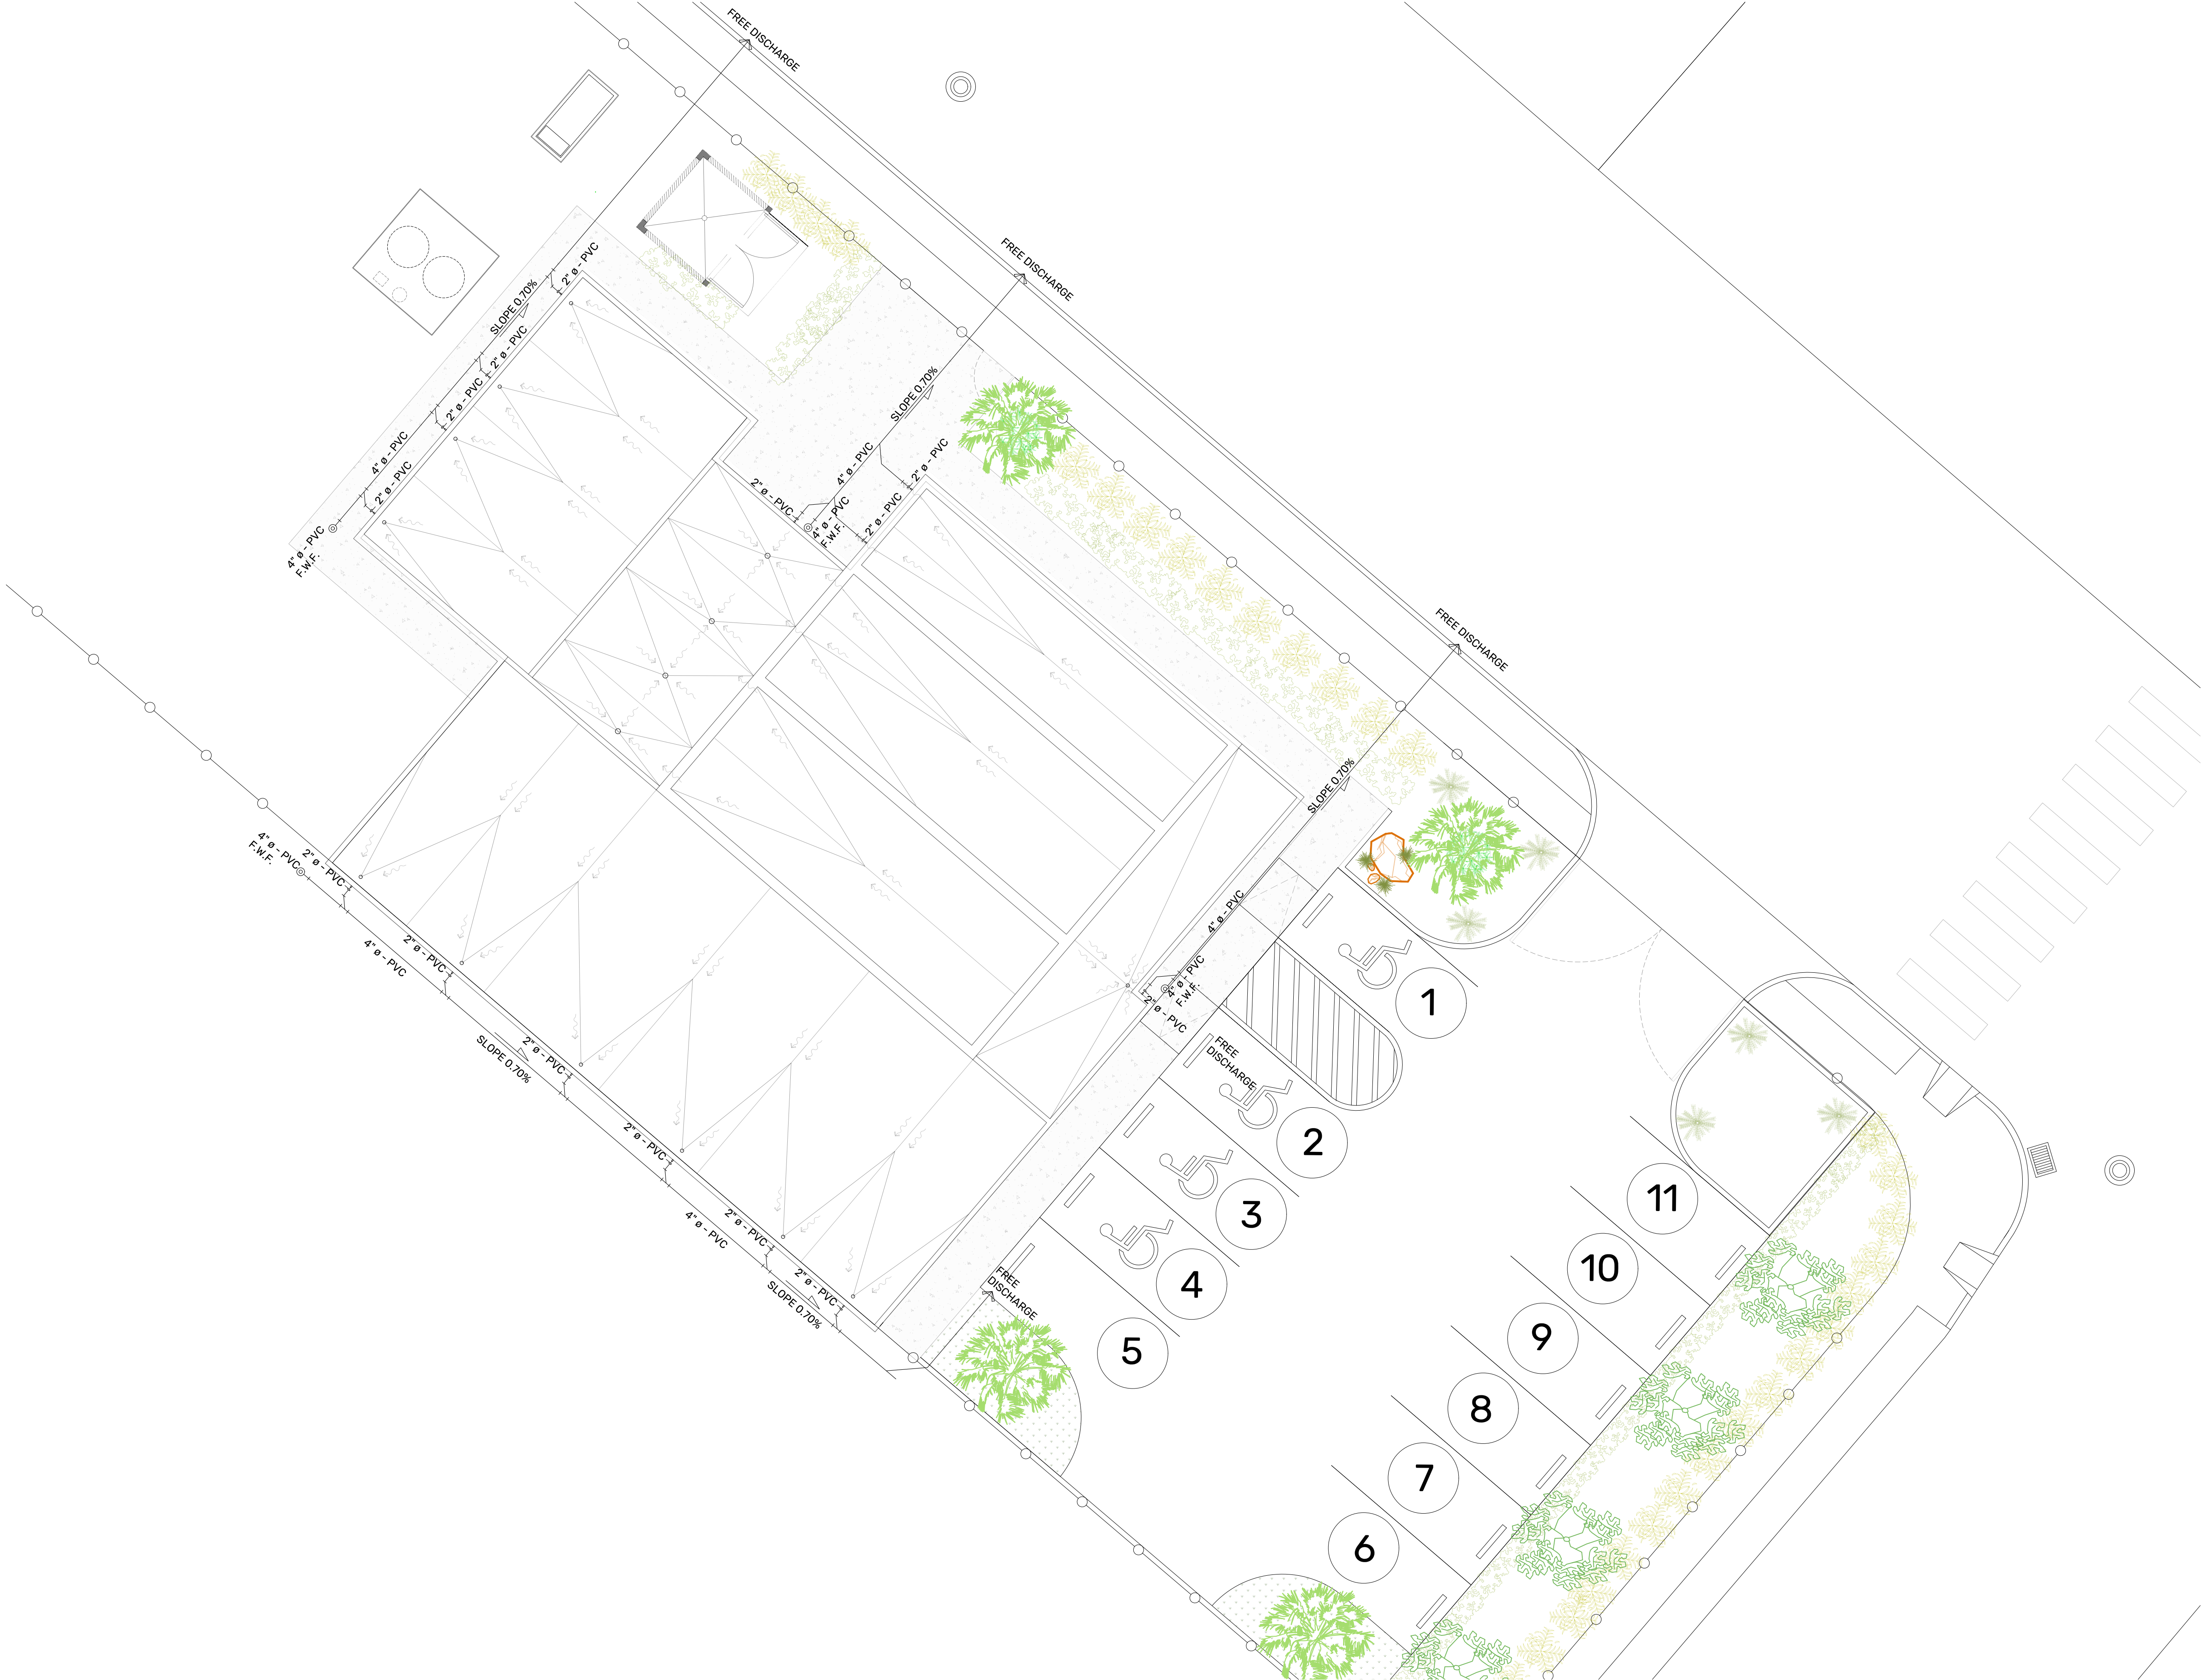 FREE DISCHARGE
FREE DISCHARGE
2" ø - PVC
SLOPE 0.70%
2" ø - PVC
2" ø - PVC
4" ø - PVC
2" ø - PVC
4" ø - PVC
F.W.F.
SLOPE 0.70%
4" ø - PVC
2" ø - PVC
2" ø - PVC
2" ø - PVC
4" ø - PVC
F.W.F.
FREE DISCHARGE
SLOPE 0.70%
4" ø - PVC
4" ø - PVC
F.W.F.
2" ø - PVC
FREE
DISCHARGE
4" ø - PVC
F.W.F.
2" ø - PVC
2" ø - PVC
4" ø - PVC
2" ø - PVC
SLOPE 0.70%
2" ø - PVC
4" ø - PVC
2" ø - PVC
2" ø - PVC
SLOPE 0.70%
FREE
DISCHARGE
1
2
3
4
5
11
10
9
8
7
6